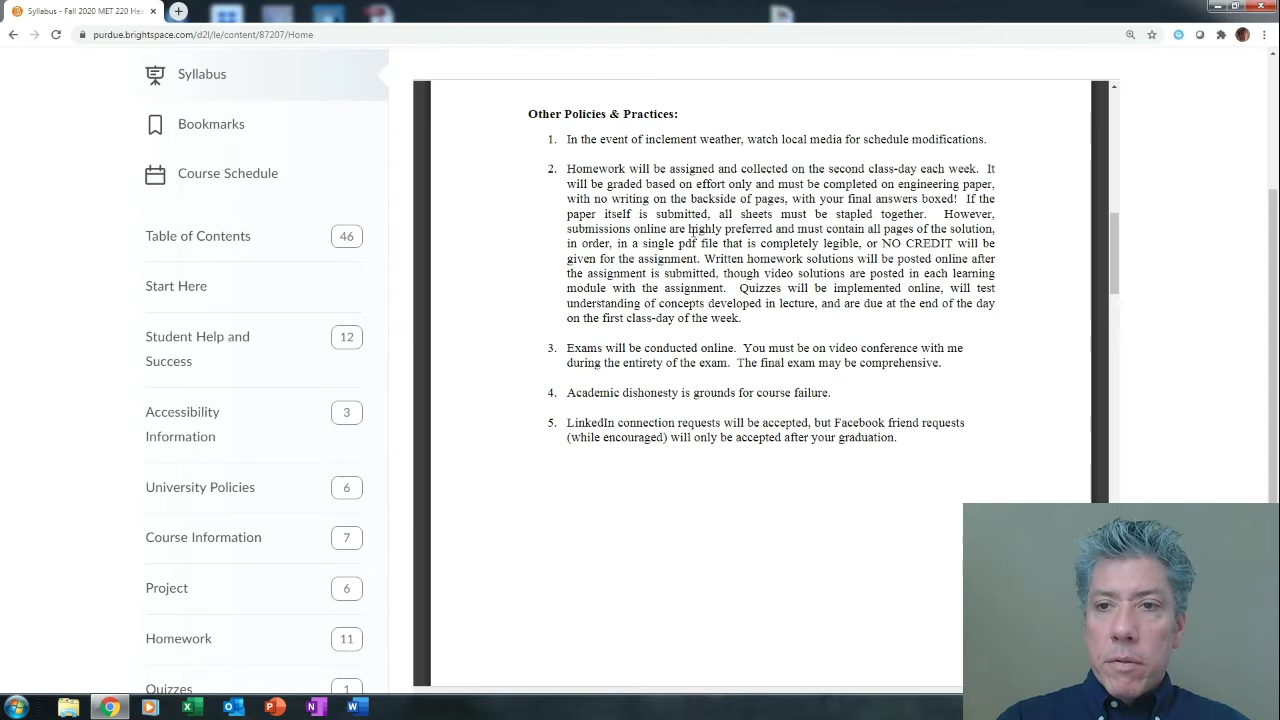 Syllabus - Fall 2020 MET 220 Hea
purdue.brightspace.com/d2l/le/content/87207/Home
Syllabus
Bookmarks
Course Schedule
Table of Contents 46
Start Here
Student Help and 12
Success
Accessibility 3
Information
University Policies 6
Course Information 7
Project 6
Homework 11
Quizzes 1
Other Policies & Practices:
1. In the event of inclement weather, watch local media for schedule modifications.
2. Homework will be assigned and collected on the second class-day each week. It
will be graded based on effort only and must be completed on engineering paper,
with no writing on the backside of pages, with your final answers boxed! If the
paper itself is submitted, all sheets must be stapled together. However,
submissions online are highly preferred and must contain all pages of the solution,
in order, in a single pdf file that is completely legible, or NO CREDIT will be
given for the assignment. Written homework solutions will be posted online after
the assignment is submitted, though video solutions are posted in each learning
module with the assignment. Quizzes will be implemented online, will test
understanding of concepts developed in lecture, and are due at the end of the day
on the first class-day of the week.
3. Exams will be conducted online. You must be on video conference with me
during the entirety of the exam. The final exam may be comprehensive.
4. Academic dishonesty is grounds for course failure.
5. LinkedIn connection requests will be accepted, but Facebook friend requests
(while encouraged) will only be accepted after your graduation.